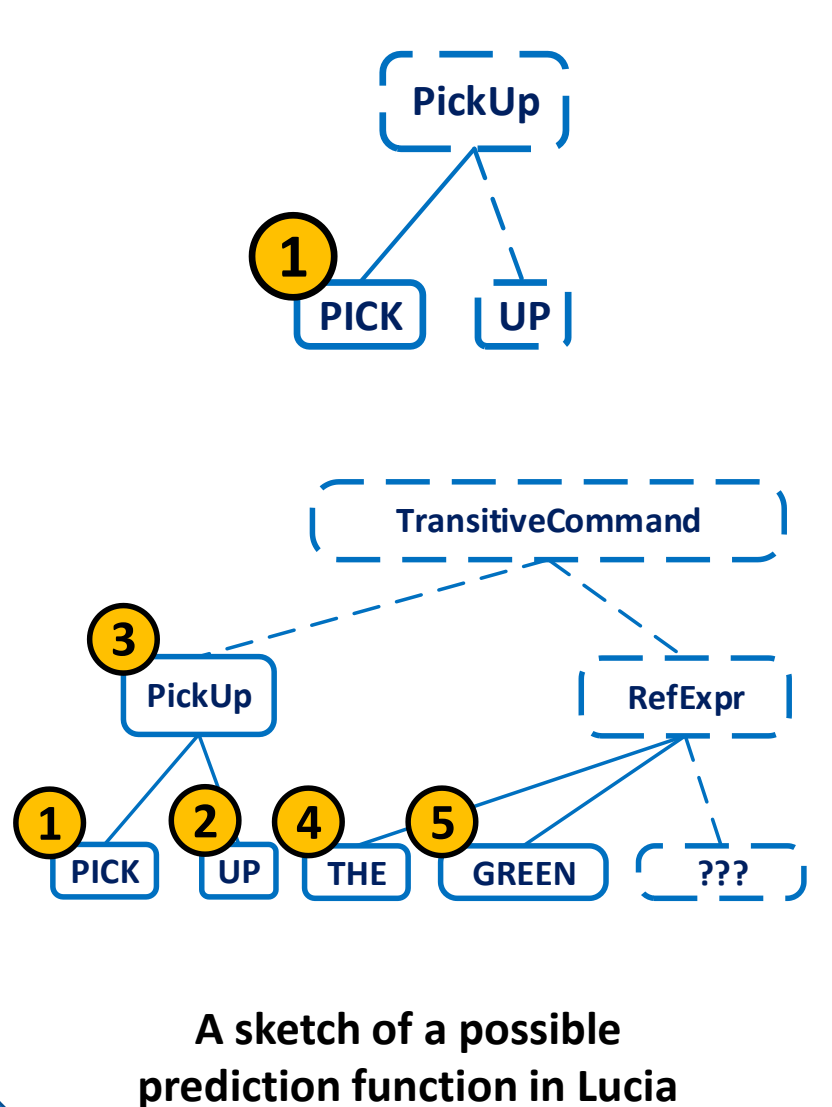 PickUp
1
PICK
UP
TransitiveCommand
3
PickUp
RefExpr
1
2
4
5
PICK
UP
THE
GREEN
???
A sketch of a possible
prediction function in Lucia